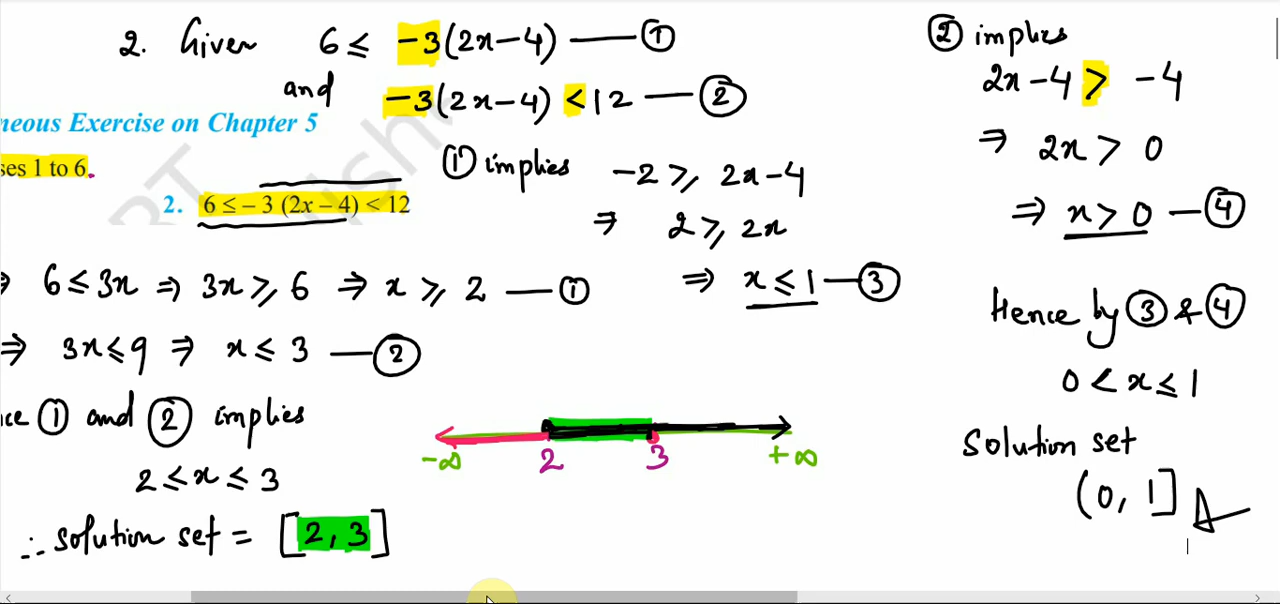 2. Given 6 ≤ -3(2x-4) — ①
and -3(2x-4) < 12 — ②
neous Exercise on Chapter 5
ses 1 to 6.
2. 6 ≤ – 3 (2x – 4) < 12
① implies -2 ≥ 2x-4
⇒ 2 ≥ 2x
⇒ x ≤ 1 — ③
⇒ 6 ≤ 3x ⇒ 3x ≥ 6 ⇒ x ≥ 2 — ①
⇒ 3x ≤ 9 ⇒ x ≤ 3 — ②
ce ① and ② implies
2 ≤ x ≤ 3
∴ solution set = [2, 3]
-∞ 2 3 +∞
② implies
2x-4 > -4
⇒ 2x > 0
⇒ x > 0 — ④
Hence by ③ & ④
0 < x ≤ 1
Solution set
(0, 1]